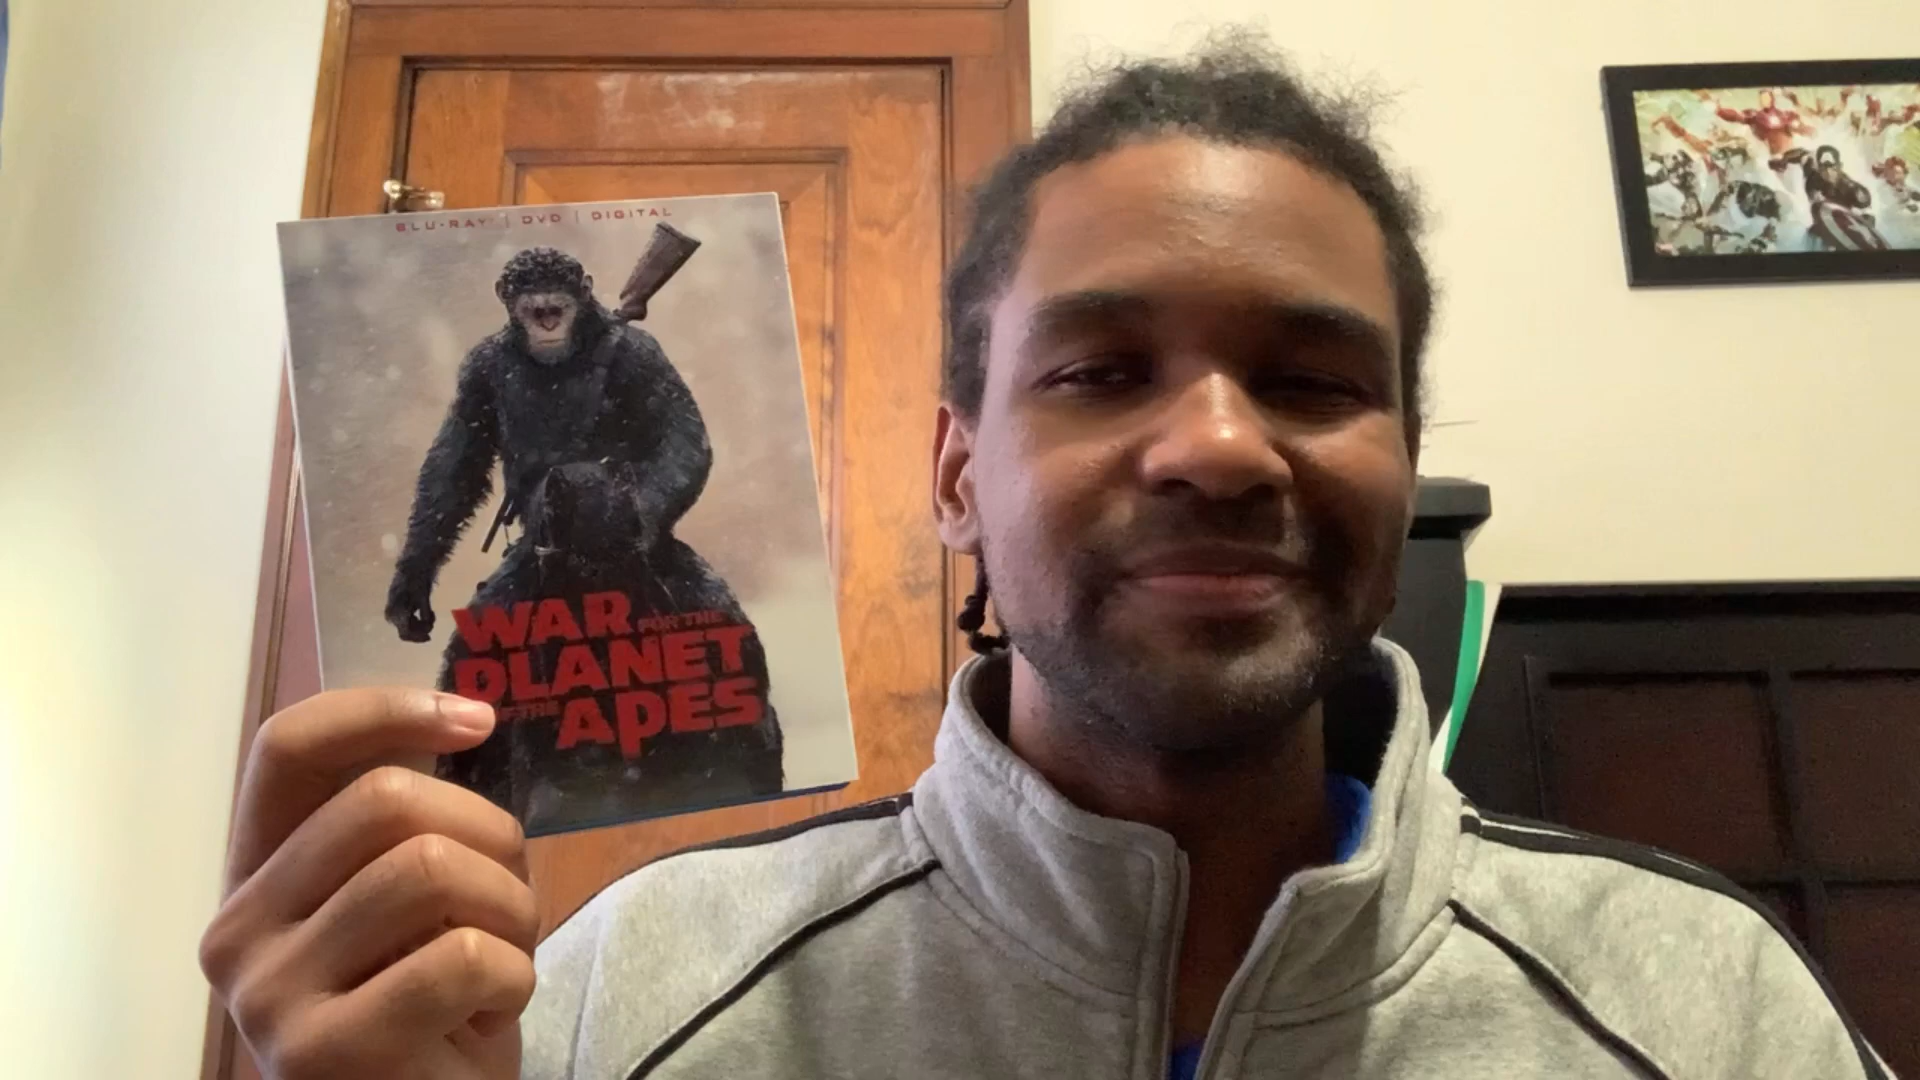 BLU-RAY | DVD | DIGITAL
WAR FOR THE
PLANET
OF THE APES